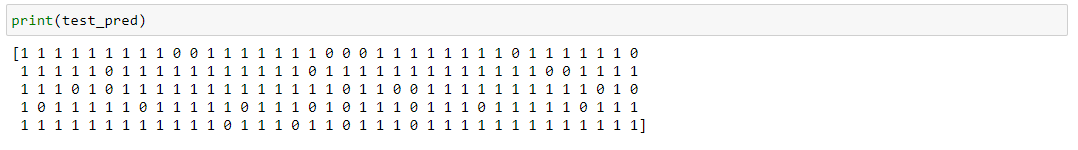 print(test_pred)
[1 1 1 1 1 1 1 1 1 0 0 1 1 1 1 1 1 1 0 0 0 1 1 1 1 1 1 1 1 0 1 1 1 1 1 1 0
1 1 1 1 1 0 1 1 1 1 1 1 1 1 1 1 1 0 1 1 1 1 1 1 1 1 1 1 1 1 1 0 0 1 1 1 1
1 1 1 0 1 0 1 1 1 1 1 1 1 1 1 1 1 1 1 0 1 1 0 0 1 1 1 1 1 1 1 1 1 1 0 1 0
1 0 1 1 1 1 1 0 1 1 1 1 1 0 1 1 1 0 1 0 1 1 1 0 1 1 1 0 1 1 1 1 1 0 1 1 1
1 1 1 1 1 1 1 1 1 1 1 1 0 1 1 1 0 1 1 0 1 1 1 0 1 1 1 1 1 1 1 1 1 1 1 1 1]